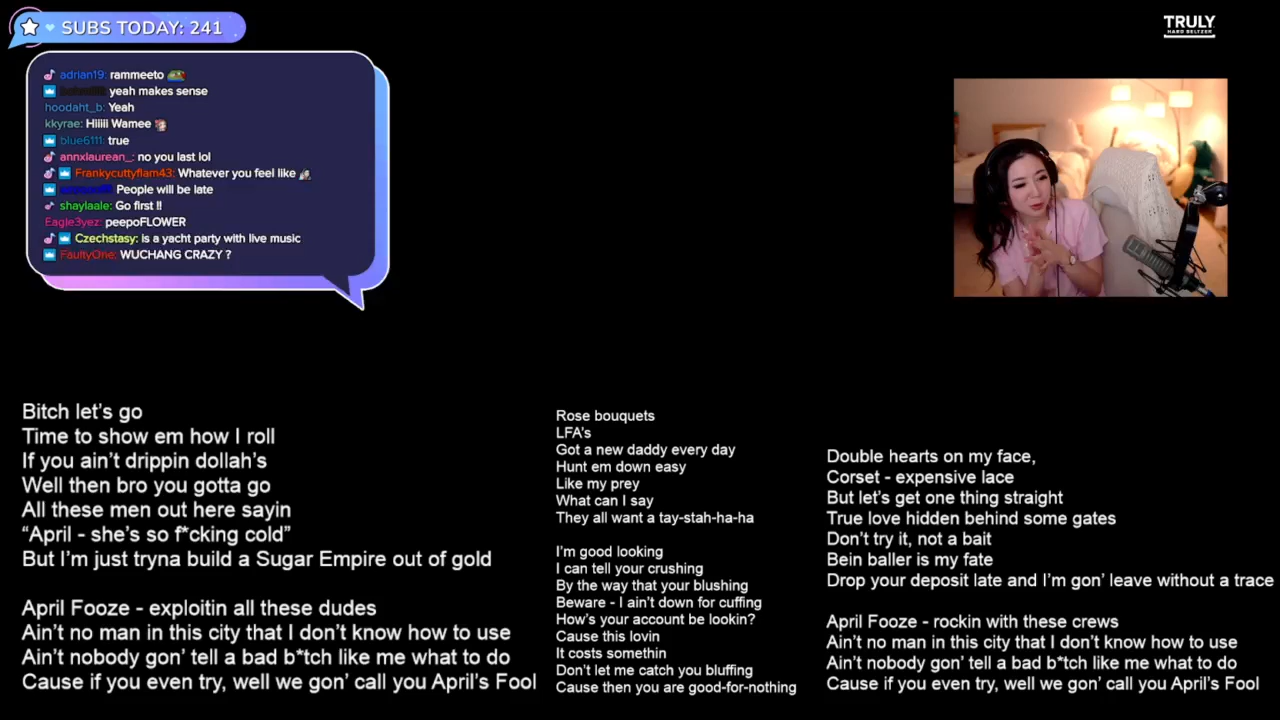 SUBS TODAY: 241
TRULY
HARD SELTZER
adrian19: rammeeto
yeah makes sense
hoodaht_b: Yeah
kkyrae: Hiiiii Wamee
blue6111: true
annxlaurean_: no you last lol
Frankycuttyflam43: Whatever you feel like
People will be late
shaylaale: Go first !!
Eagle3yez: peepoFLOWER
Czechstasy: is a yacht party with live music
FaultyOne: WUCHANG CRAZY ?
Bitch let's go
Time to show em how I roll
If you ain't drippin dollah's
Well then bro you gotta go
All these men out here sayin
“April - she's so f*cking cold”
But I'm just tryna build a Sugar Empire out of gold
April Fooze - exploitin all these dudes
Ain't no man in this city that I don't know how to use
Ain't nobody gon' tell a bad b*tch like me what to do
Cause if you even try, well we gon' call you April's Fool
Rose bouquets
LFA's
Got a new daddy every day
Hunt em down easy
Like my prey
What can I say
They all want a tay-stah-ha-ha
I'm good looking
I can tell your crushing
By the way that your blushing
Beware - I ain't down for cuffing
How's your account be lookin?
Cause this lovin
It costs somethin
Don't let me catch you bluffing
Cause then you are good-for-nothing
Double hearts on my face,
Corset - expensive lace
But let's get one thing straight
True love hidden behind some gates
Don't try it, not a bait
Bein baller is my fate
Drop your deposit late and I'm gon' leave without a trace
April Fooze - rockin with these crews
Ain't no man in this city that I don't know how to use
Ain't nobody gon' tell a bad b*tch like me what to do
Cause if you even try, well we gon' call you April's Fool